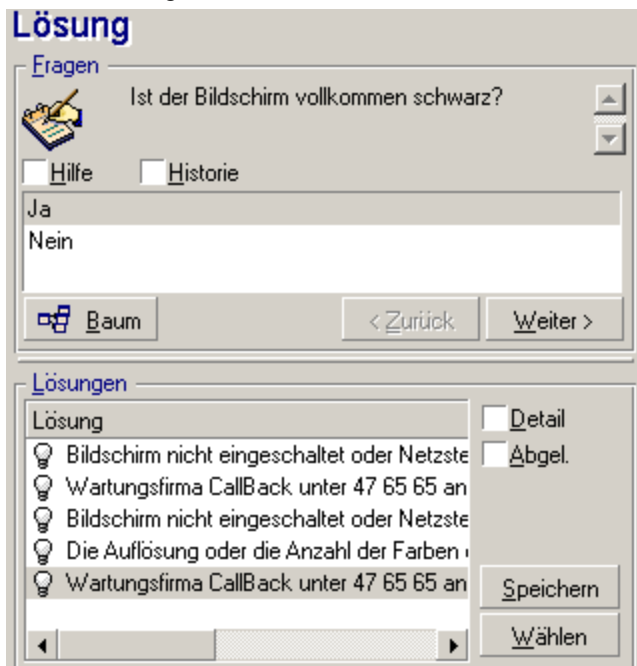 Lösung
Fragen
Ist der Bildschirm vollkommen schwarz?
Hilfe Historie
Ja
Nein
Baum < Zurück Weiter >
Lösungen
Lösung Detail
Bildschirm nicht eingeschaltet oder Netzste Abgel.
Wartungsfirma CallBack unter 47 65 65 an
Bildschirm nicht eingeschaltet oder Netzste
Die Auflösung oder die Anzahl der Farben
Wartungsfirma CallBack unter 47 65 65 an Speichern
Wählen